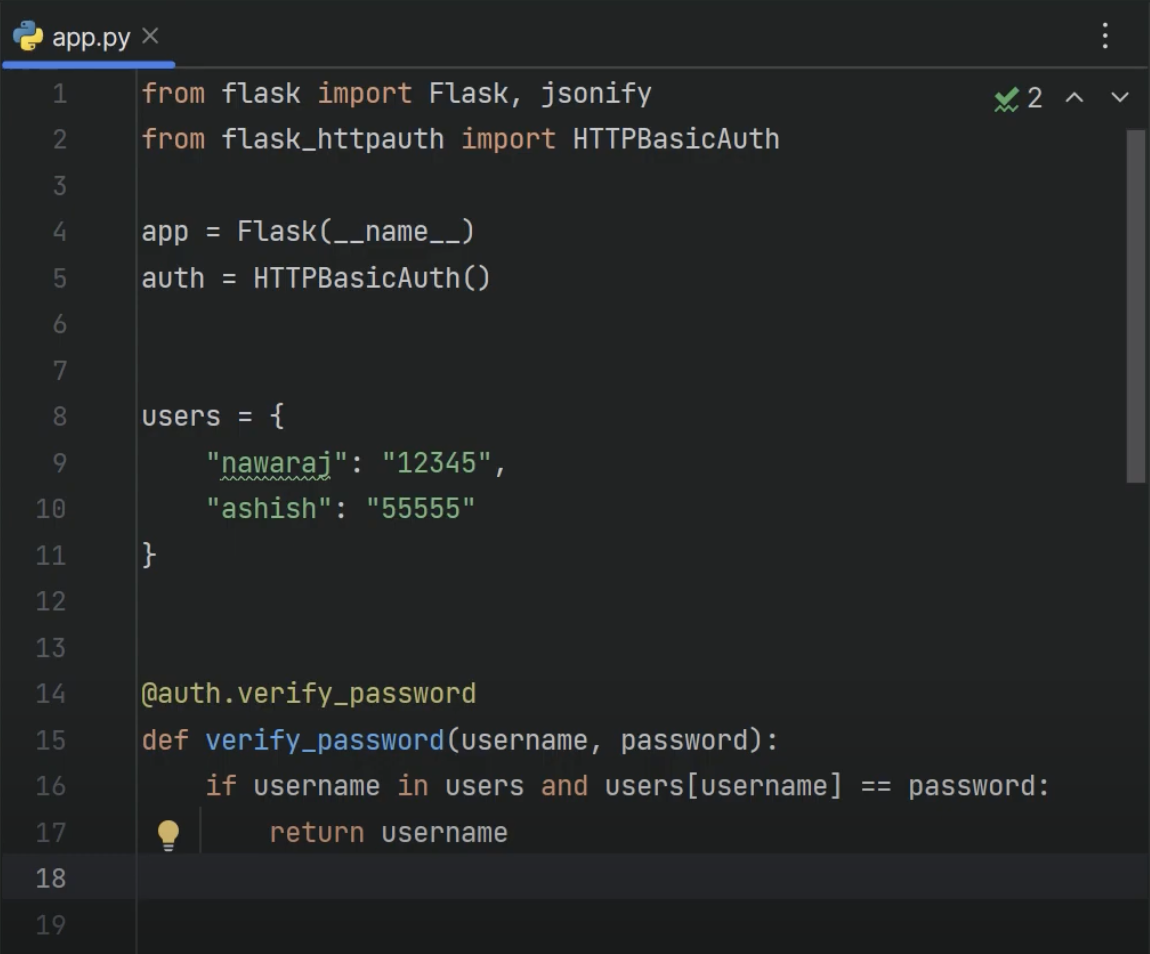 app.py
2
1 from flask import Flask, jsonify
2 from flask_httpauth import HTTPBasicAuth
3
4 app = Flask(__name__)
5 auth = HTTPBasicAuth()
6
7
8 users = {
9     "nawaraj": "12345",
10     "ashish": "55555"
11 }
12
13
14 @auth.verify_password
15 def verify_password(username, password):
16     if username in users and users[username] == password:
17         return username
18
19